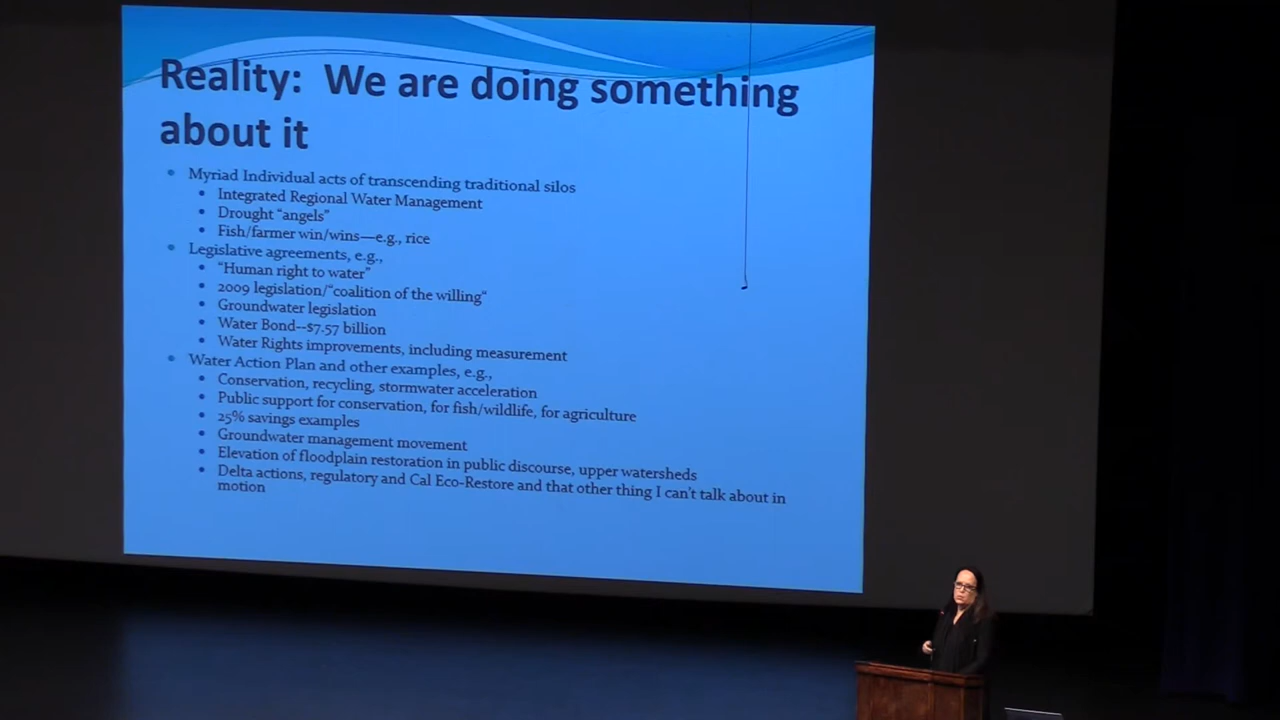 Reality: We are doing something
about it
Myriad Individual acts of transcending traditional silos
Integrated Regional Water Management
Drought “angels”
Fish/farmer win/wins—e.g., rice
Legislative agreements, e.g.,
“Human right to water”
2009 legislation/“coalition of the willing“
Groundwater legislation
Water Bond--$7.57 billion
Water Rights improvements, including measurement
Water Action Plan and other examples, e.g.,
Conservation, recycling, stormwater acceleration
Public support for conservation, for fish/wildlife, for agriculture
25% savings examples
Groundwater management movement
Elevation of floodplain restoration in public discourse, upper watersheds
Delta actions, regulatory and Cal Eco-Restore and that other thing I can’t talk about in
motion